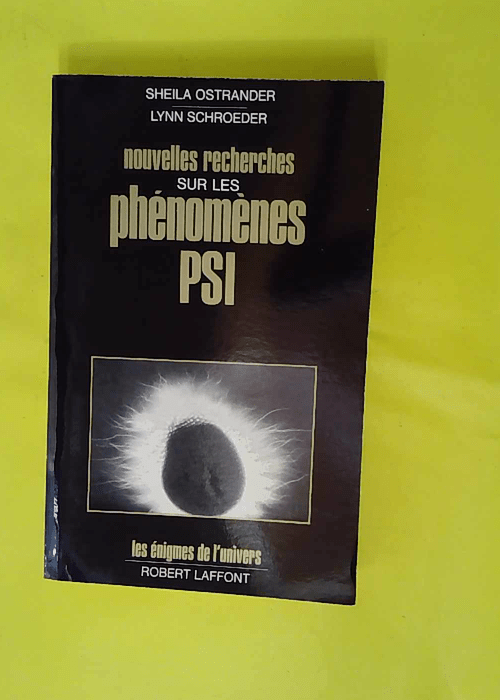 SHEILA OSTRANDER
LYNN SCHROEDER
nouvelles recherches
SUR LES
phénomènes
PSI
les énigmes de l'univers
ROBERT LAFFONT